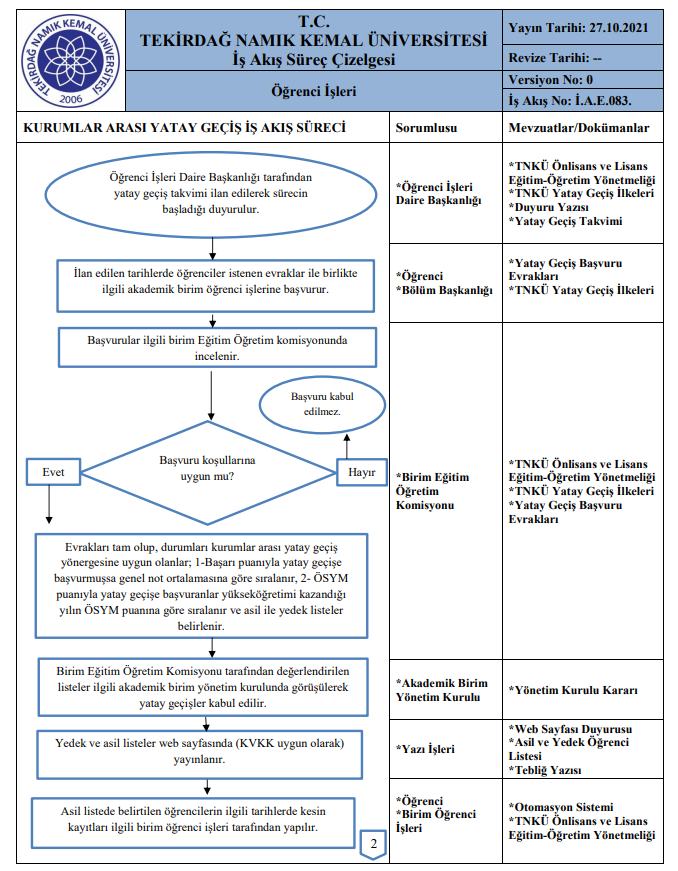 TEKİRDAĞ NAMIK KEMAL ÜNİVERSİTESİ
2006
T.C.
TEKİRDAĞ NAMIK KEMAL ÜNİVERSİTESİ
İş Akış Süreç Çizelgesi
Öğrenci İşleri
Yayın Tarihi: 27.10.2021
Revize Tarihi: --
Versiyon No: 0
İş Akış No: İ.A.E.083.
KURUMLAR ARASI YATAY GEÇİŞ İŞ AKIŞ SÜRECİ
Sorumlusu
Mevzuatlar/Dokümanlar
Öğrenci İşleri Daire Başkanlığı tarafından
yatay geçiş takvimi ilan edilerek sürecin
başladığı duyurulur.
*Öğrenci İşleri
Daire Başkanlığı
*TNKÜ Önlisans ve Lisans
Eğitim-Öğretim Yönetmeliği
*TNKÜ Yatay Geçiş İlkeleri
*Duyuru Yazısı
*Yatay Geçiş Takvimi
İlan edilen tarihlerde öğrenciler istenen evraklar ile birlikte
ilgili akademik birim öğrenci işlerine başvurur.
*Öğrenci
*Bölüm Başkanlığı
*Yatay Geçiş Başvuru
Evrakları
*TNKÜ Yatay Geçiş İlkeleri
Başvurular ilgili birim Eğitim Öğretim komisyonunda
incelenir.
Başvuru kabul
edilmez.
Evet
Başvuru koşullarına
uygun mu?
Hayır
*Birim Eğitim
Öğretim
Komisyonu
*TNKÜ Önlisans ve Lisans
Eğitim-Öğretim Yönetmeliği
*TNKÜ Yatay Geçiş İlkeleri
*Yatay Geçiş Başvuru
Evrakları
Evrakları tam olup, durumları kurumlar arası yatay geçiş
yönergesine uygun olanlar; 1-Başarı puanıyla yatay geçişe
başvurmuşsa genel not ortalamasına göre sıralanır, 2- ÖSYM
puanıyla yatay geçişe başvuranlar yükseköğretimi kazandığı
yılın ÖSYM puanına göre sıralanır ve asil ile yedek listeler
belirlenir.
Birim Eğitim Öğretim Komisyonu tarafından değerlendirilen
listeler ilgili akademik birim yönetim kurulunda görüşülerek
yatay geçişler kabul edilir.
*Akademik Birim
Yönetim Kurulu
*Yönetim Kurulu Kararı
Yedek ve asil listeler web sayfasında (KVKK uygun olarak)
yayınlanır.
*Yazı İşleri
*Web Sayfası Duyurusu
*Asil ve Yedek Öğrenci
Listesi
*Tebliğ Yazısı
Asil listede belirtilen öğrencilerin ilgili tarihlerde kesin
kayıtları ilgili birim öğrenci işleri tarafından yapılır.
2
*Öğrenci
*Birim Öğrenci
İşleri
*Otomasyon Sistemi
*TNKÜ Önlisans ve Lisans
Eğitim-Öğretim Yönetmeliği